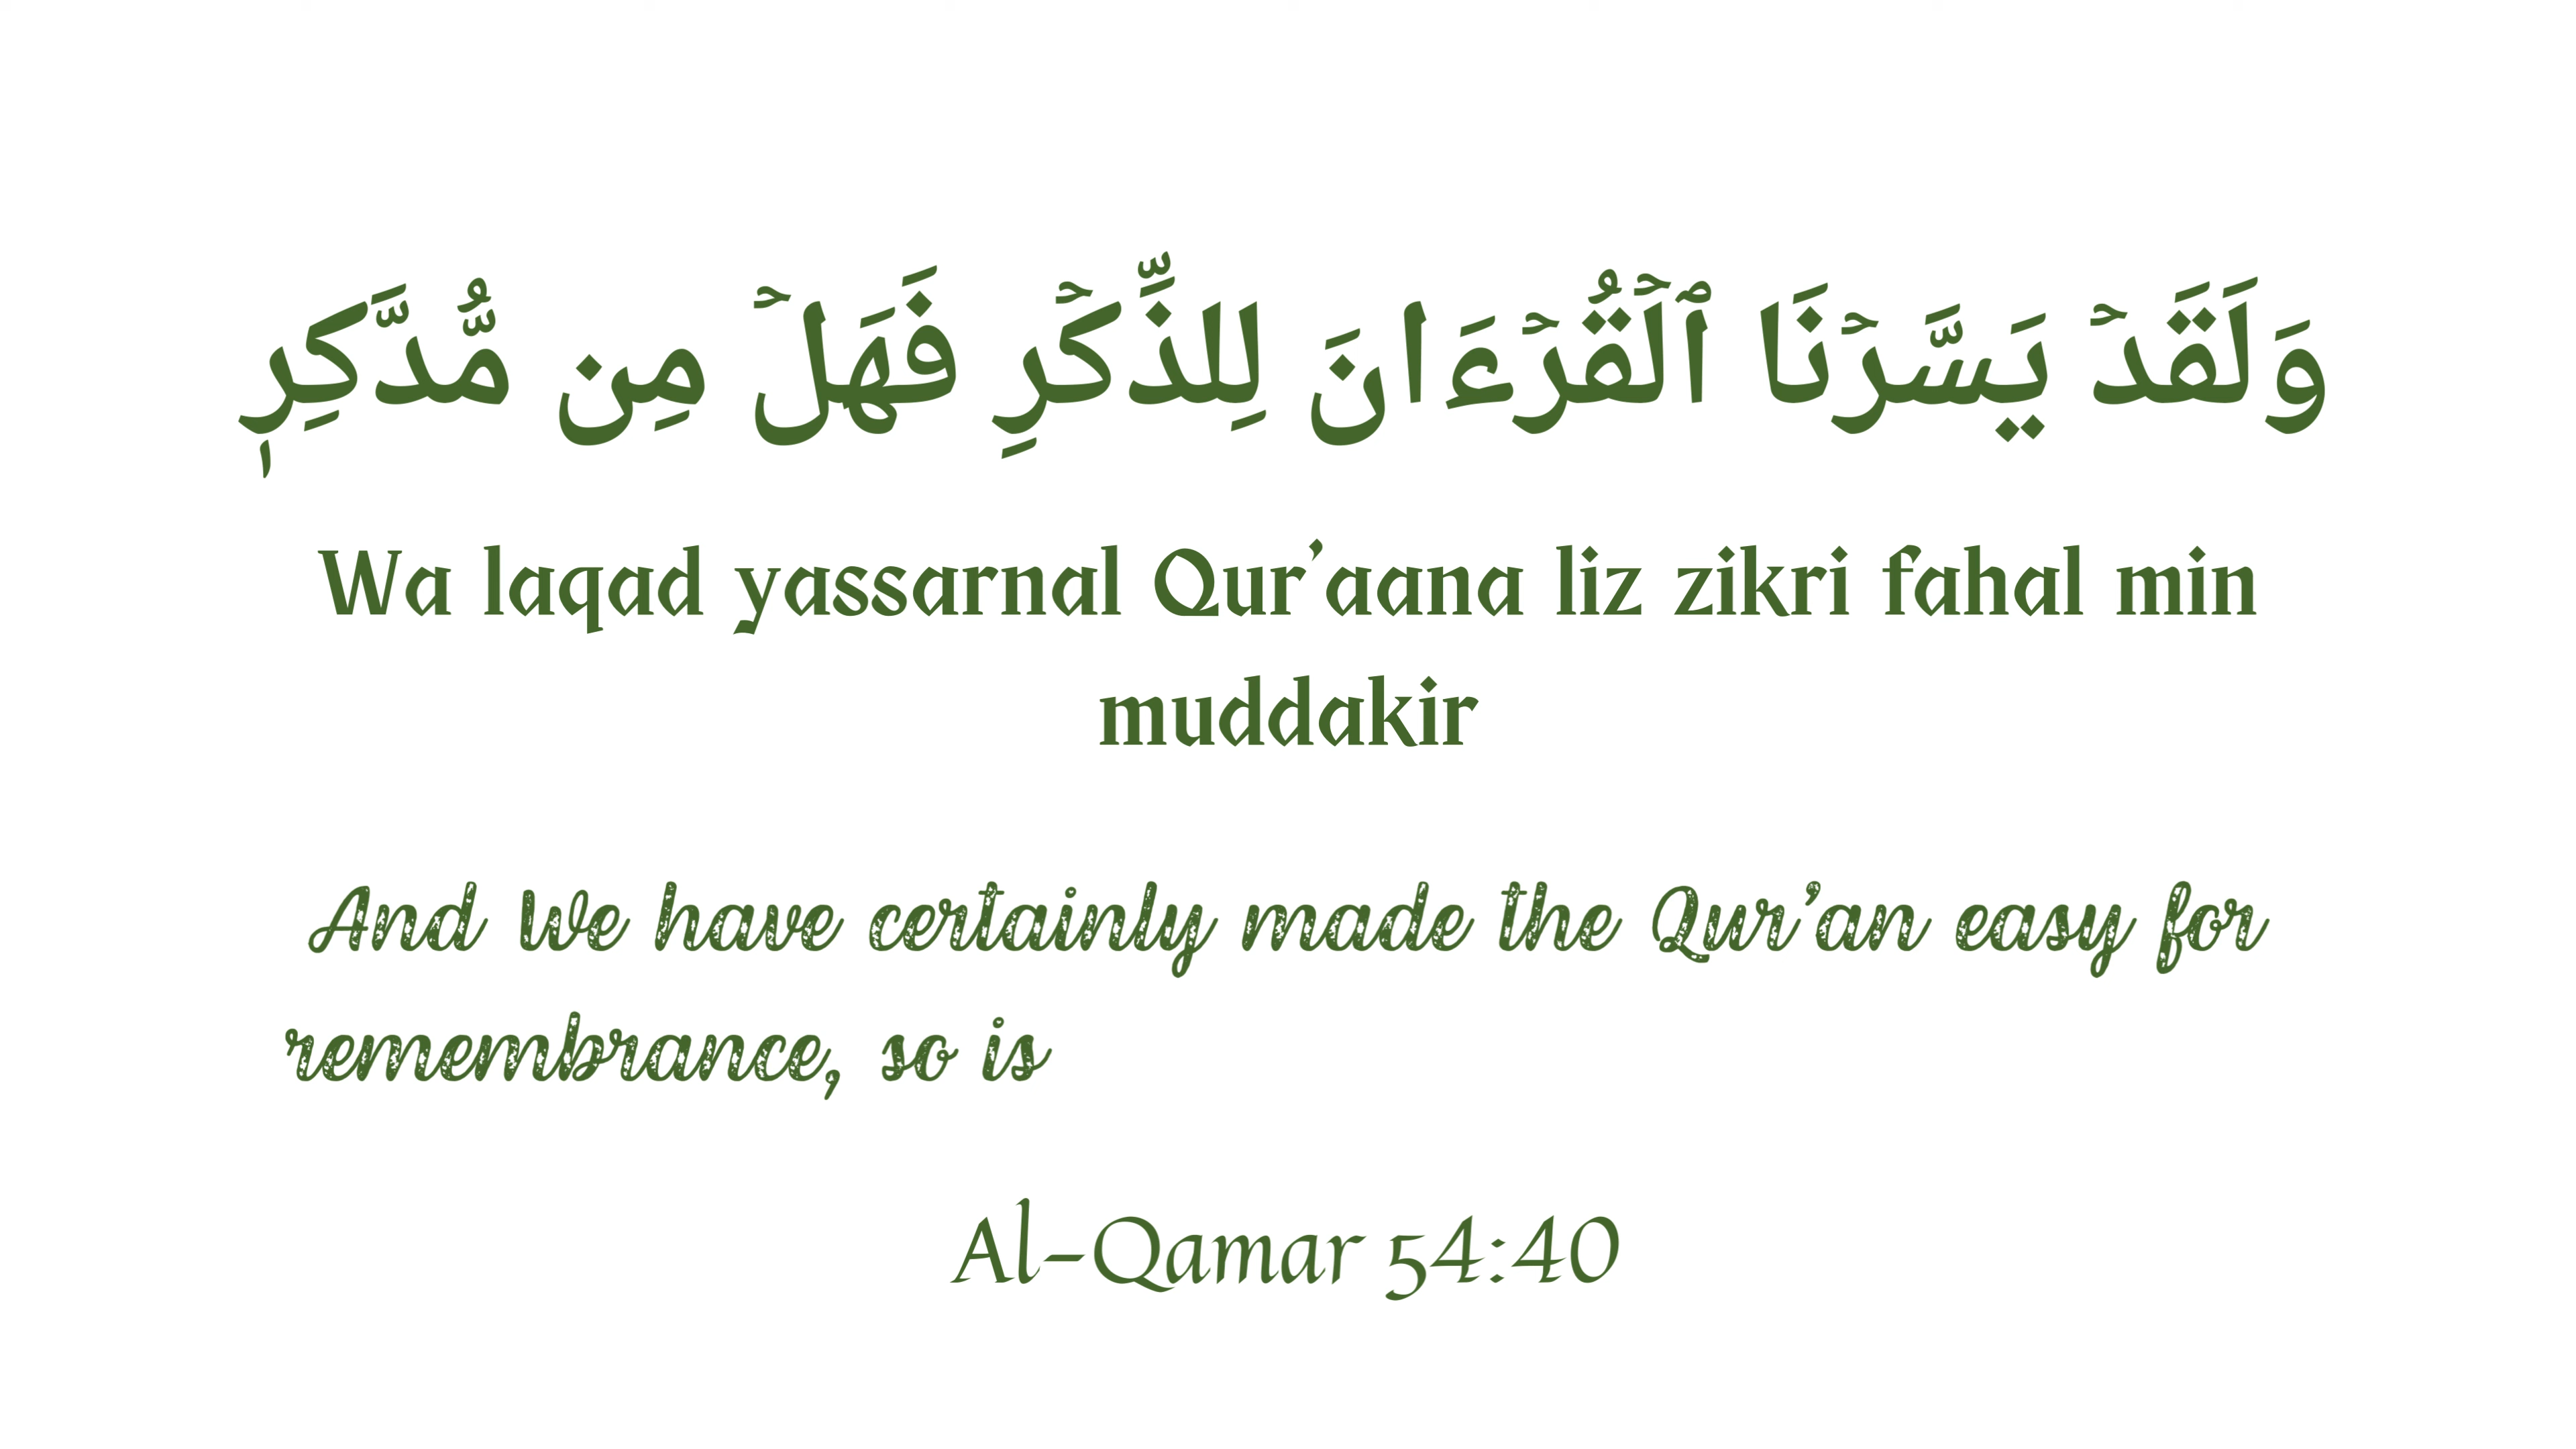 وَلَقَدۡ يَسَّرۡنَا ٱلۡقُرۡءَانَ لِلذِّكۡرِ فَهَلۡ مِن مُّدَّكِرٖ
Wa laqad yassarnal Qur'aana liz zikri fahal min
muddakir
And We have certainly made the Qur'an easy for
remembrance, so is
Al-Qamar 54:40